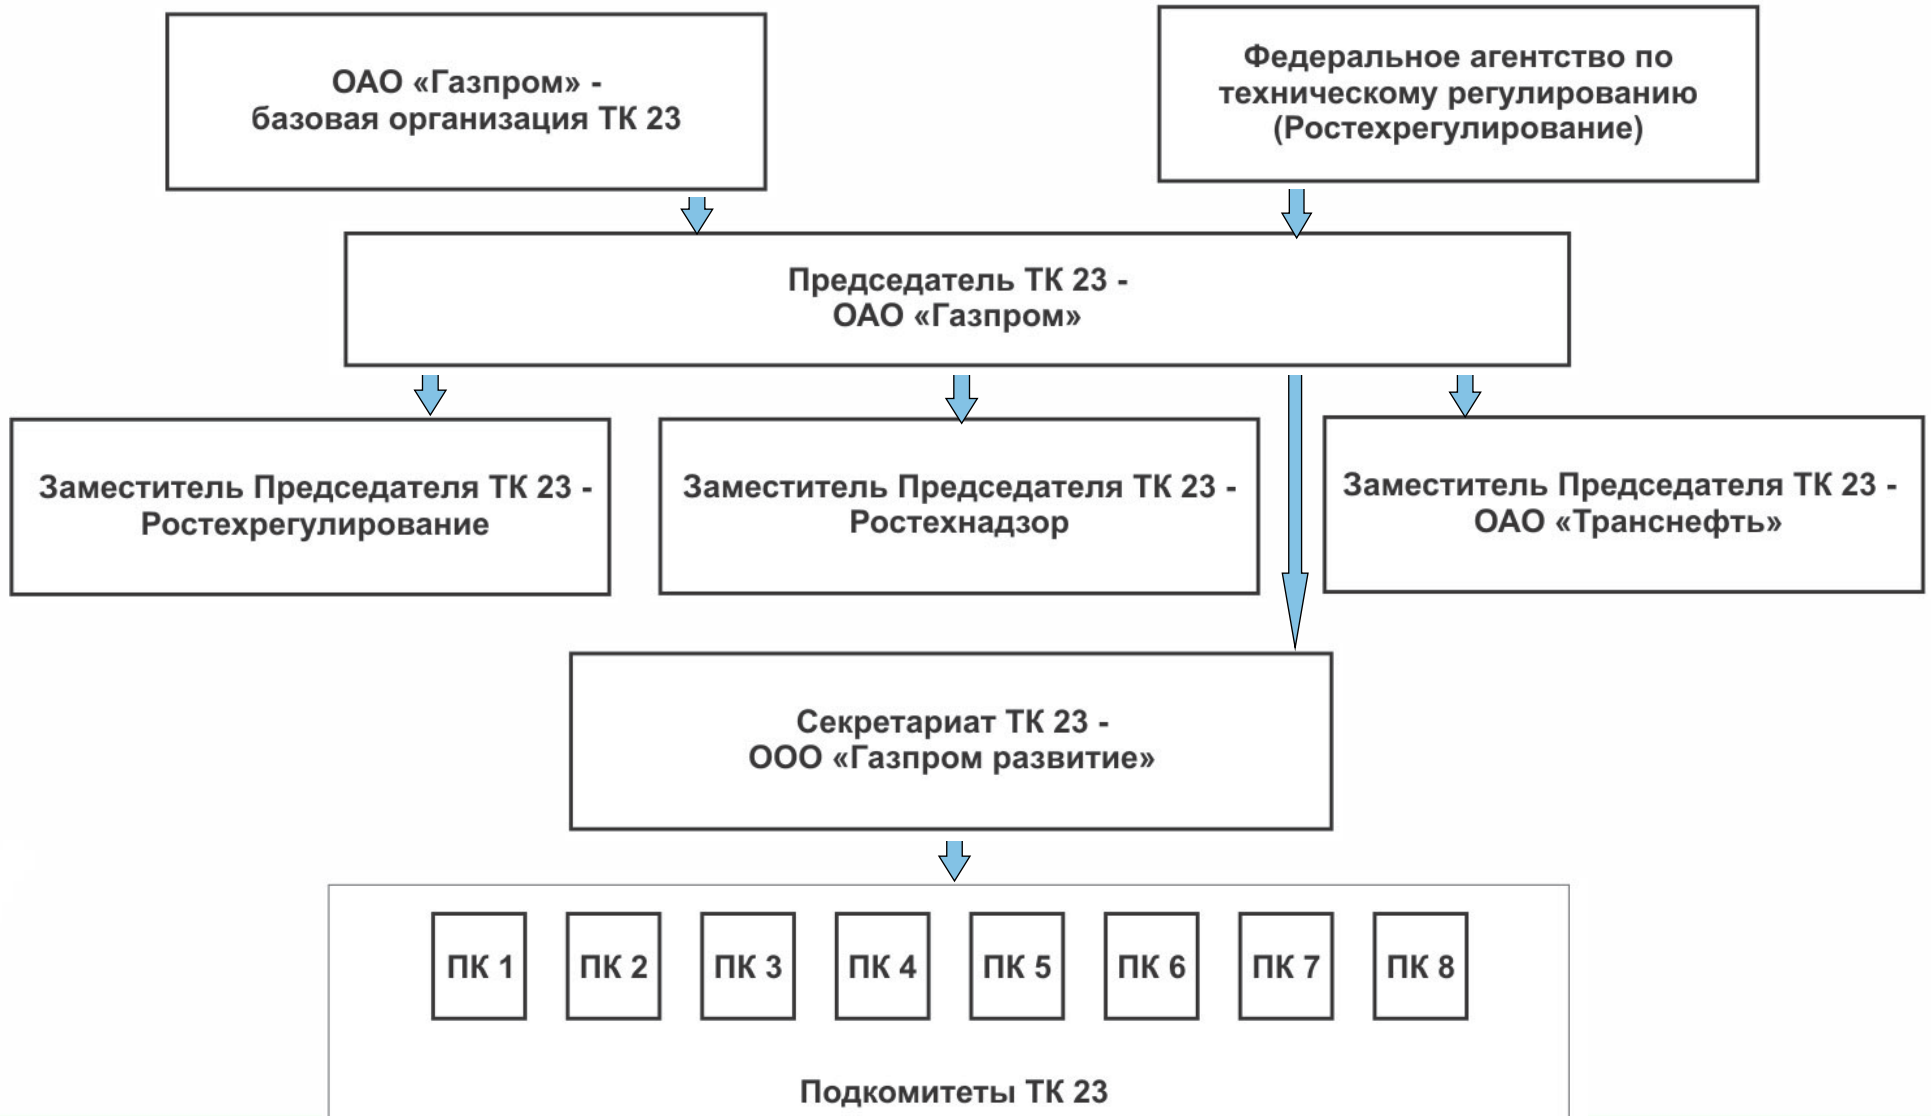 ОАО «Газпром» -
базовая организация ТК 23
Федеральное агентство по
техническому регулированию
(Ростехрегулирование)
Председатель ТК 23 -
ОАО «Газпром»
Заместитель Председателя ТК 23 -
Ростехрегулирование
Заместитель Председателя ТК 23 -
Ростехнадзор
Заместитель Председателя ТК 23 -
ОАО «Транснефть»
Секретариат ТК 23 -
ООО «Газпром развитие»
ПК 1
ПК 2
ПК 3
ПК 4
ПК 5
ПК 6
ПК 7
ПК 8
Подкомитеты ТК 23